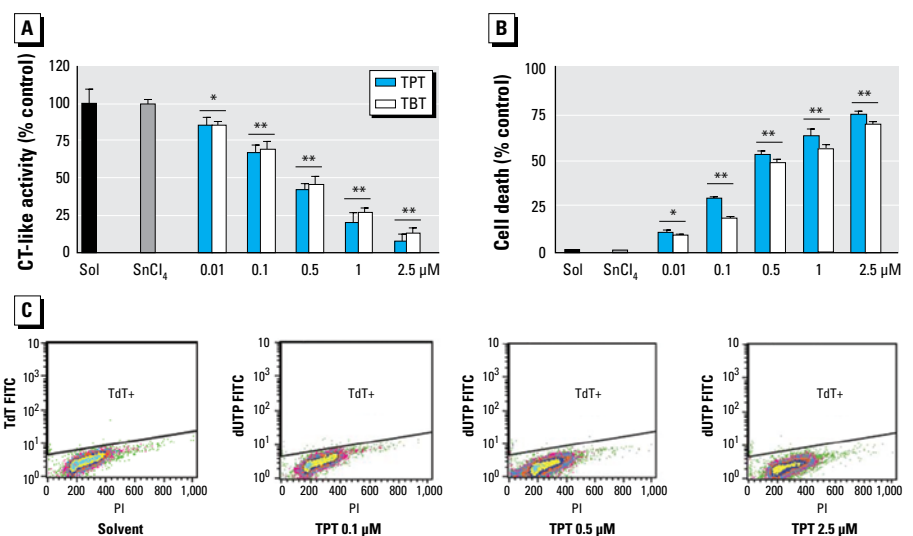 A
CT-like activity (% control)
120
100
75
50
25
0
TPT
TBT
*
**
**
**
**
Sol SnCl4 0.01 0.1 0.5 1 2.5 µM
B
Cell death (% control)
100
75
50
25
0
*
**
**
**
**
Sol SnCl4 0.01 0.1 0.5 1 2.5 µM
C
TdT FITC
10
10³
10²
10¹
10⁰
TdT+
0 200 400 600 800 1,000
PI
Solvent
dUTP FITC
10
10³
10²
10¹
10⁰
TdT+
0 200 400 600 800 1,000
PI
TPT 0.1 µM
dUTP FITC
10
10³
10²
10¹
10⁰
TdT+
0 200 400 600 800 1,000
PI
TPT 0.5 µM
dUTP FITC
10
10³
10²
10¹
10⁰
TdT+
0 200 400 600 800 1,000
PI
TPT 2.5 µM